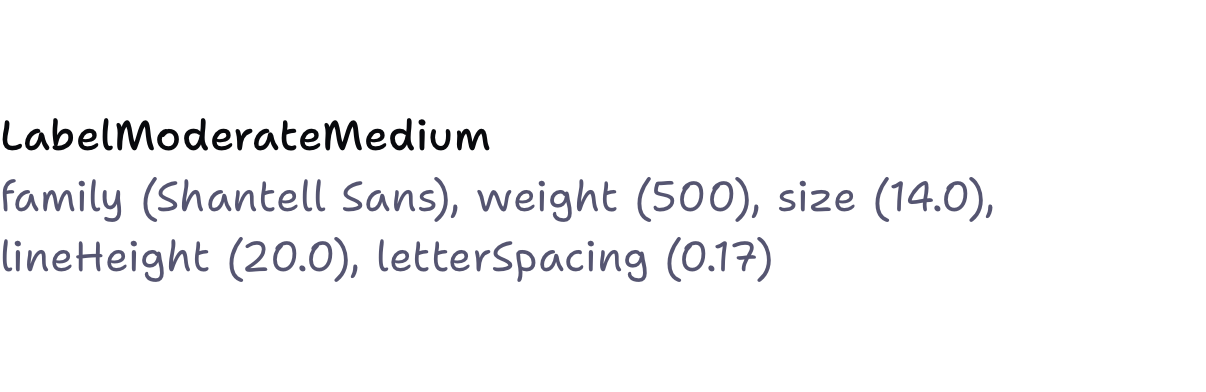 LabelModerateMedium
family (Shantell Sans), weight (500), size (14.0),
lineHeight (20.0), letterSpacing (0.17)